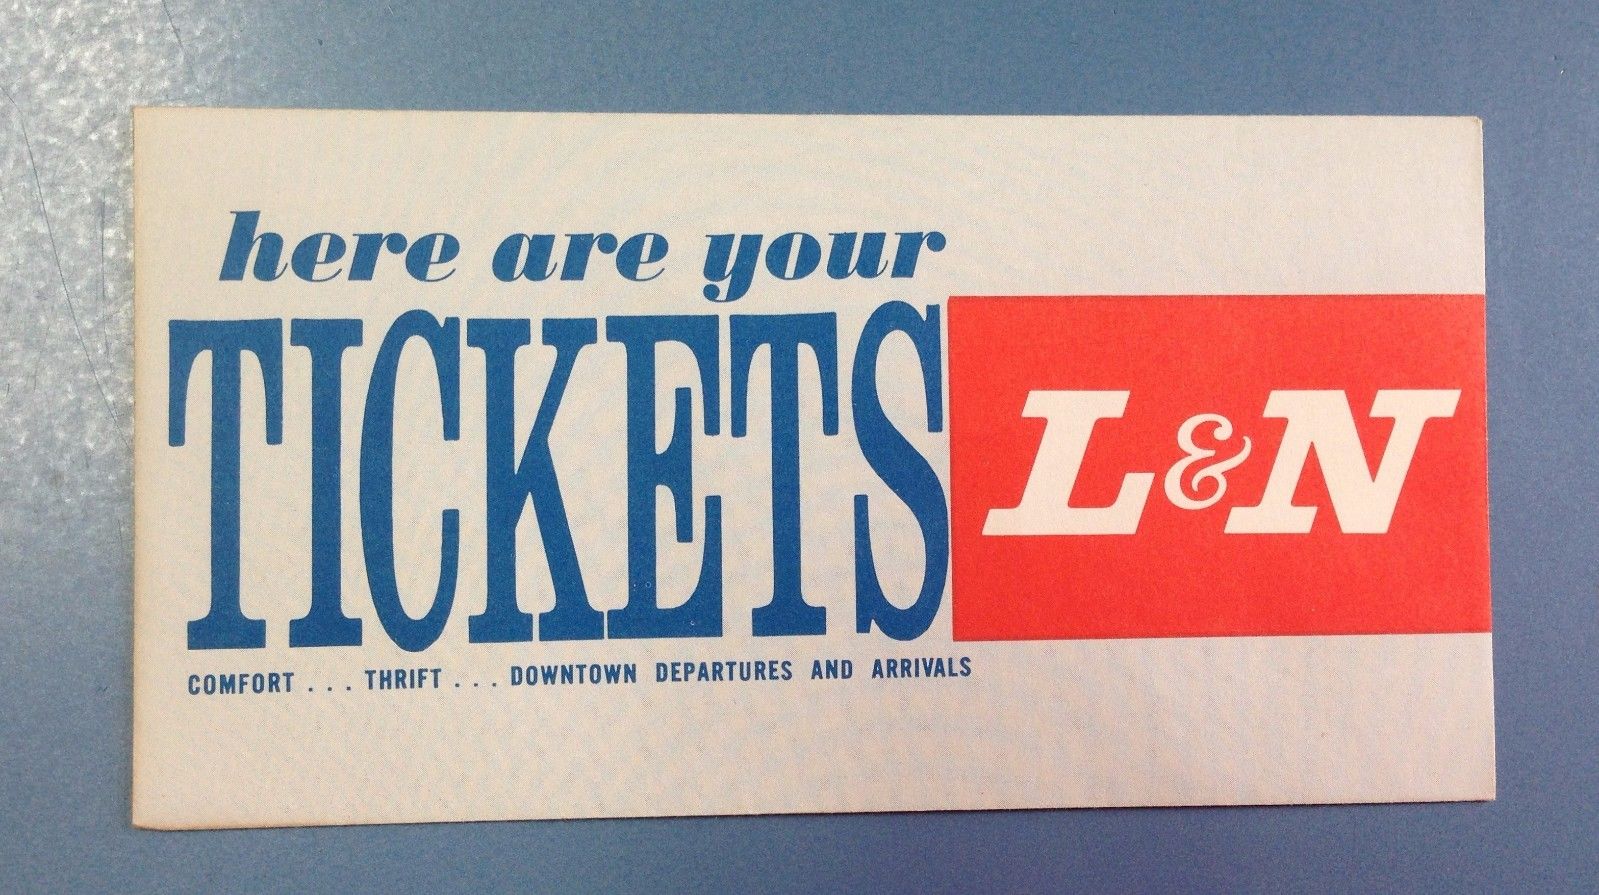 here are your
TICKETS
L&N
COMFORT . . . THRIFT . . . DOWNTOWN DEPARTURES AND ARRIVALS